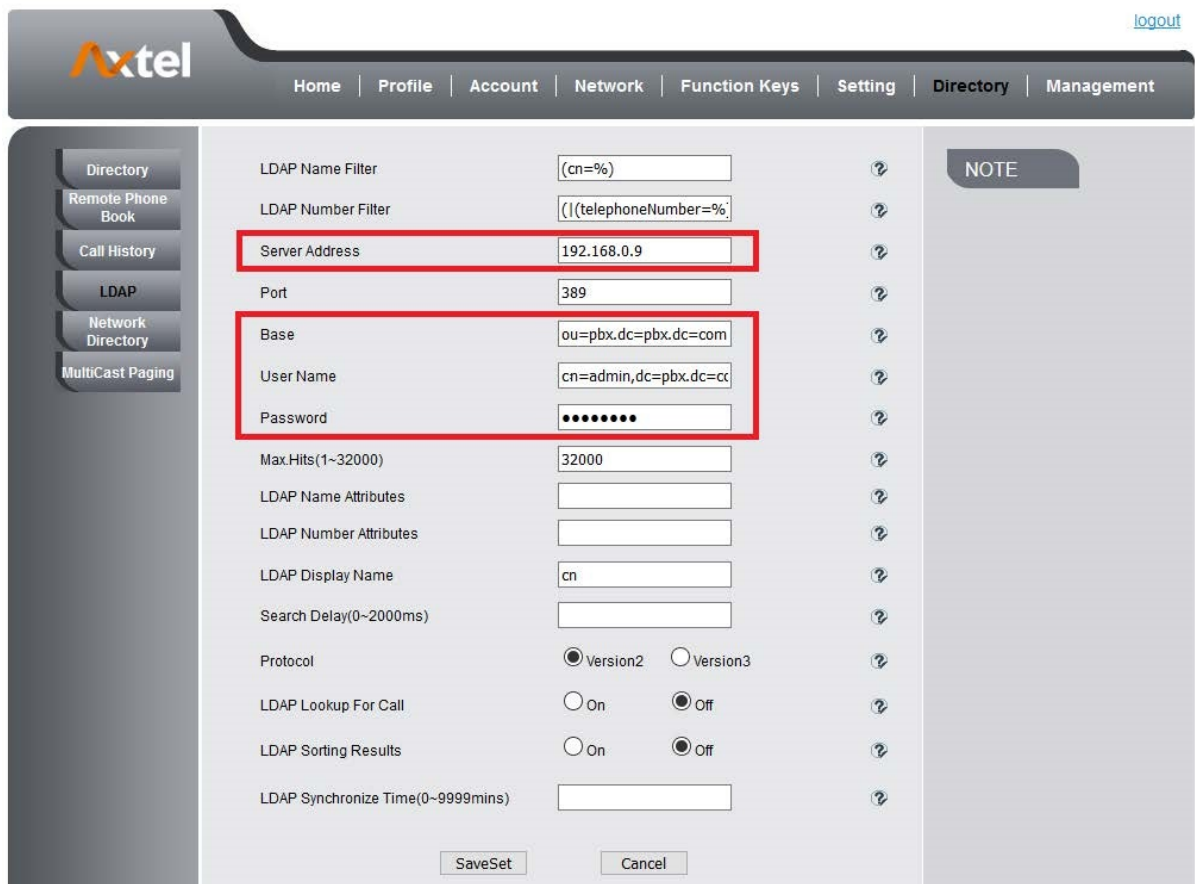 logout
Axtel
Home | Profile | Account | Network | Function Keys | Setting | Directory | Management
Directory
Remote Phone
Book
Call History
LDAP
Network
Directory
MultiCast Paging
LDAP Name Filter (cn=%)
LDAP Number Filter (|(telephoneNumber=%)
Server Address 192.168.0.9
Port 389
Base ou=pbx.dc=pbx.dc=com
User Name cn=admin,dc=pbx.dc=co
Password ••••••••
Max.Hits(1~32000) 32000
LDAP Name Attributes
LDAP Number Attributes
LDAP Display Name cn
Search Delay(0~2000ms)
Protocol Version2 Version3
LDAP Lookup For Call On Off
LDAP Sorting Results On Off
LDAP Synchronize Time(0~9999mins)
SaveSet Cancel
NOTE